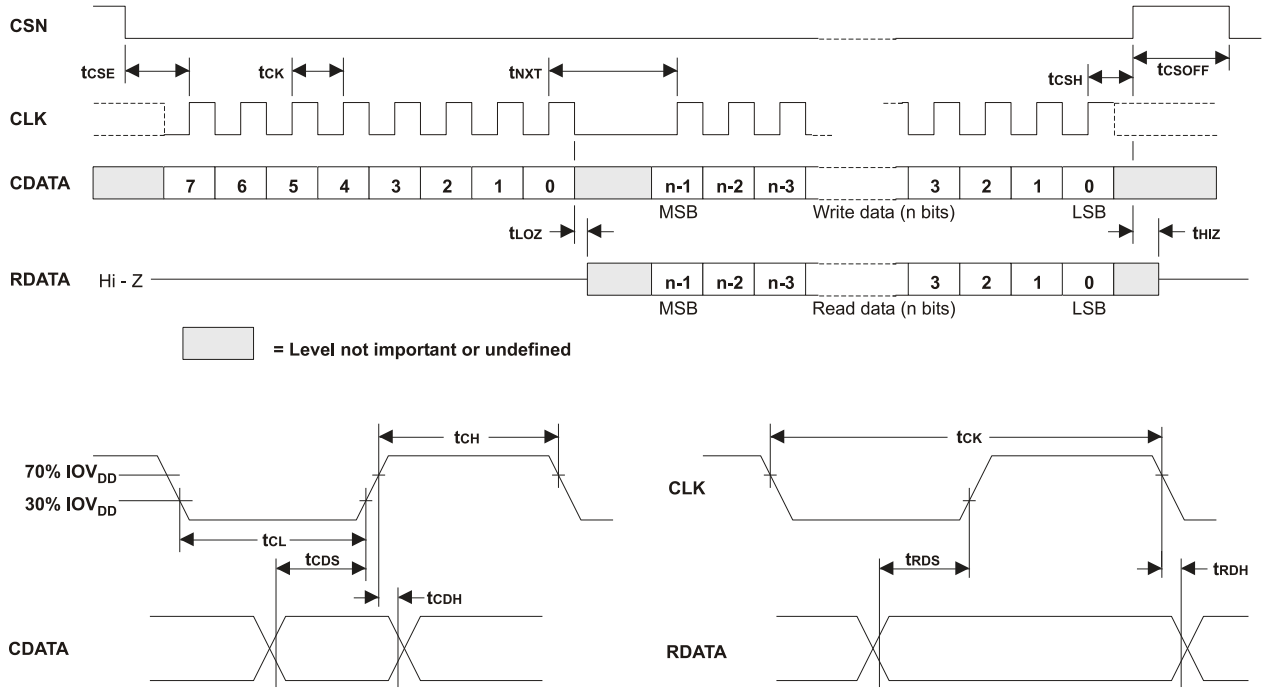 CSN
tCSE tCK tNXT tCSH tCSOFF
CLK
CDATA 7 6 5 4 3 2 1 0 n-1 n-2 n-3 3 2 1 0
MSB Write data (n bits) LSB
tLOZ tHIZ
RDATA Hi - Z n-1 n-2 n-3 3 2 1 0
MSB Read data (n bits) LSB
= Level not important or undefined
tCH tCK
70% IOVDD
CLK
30% IOVDD
tCL
tCDS tRDS
tRDH
tCDH
CDATA RDATA